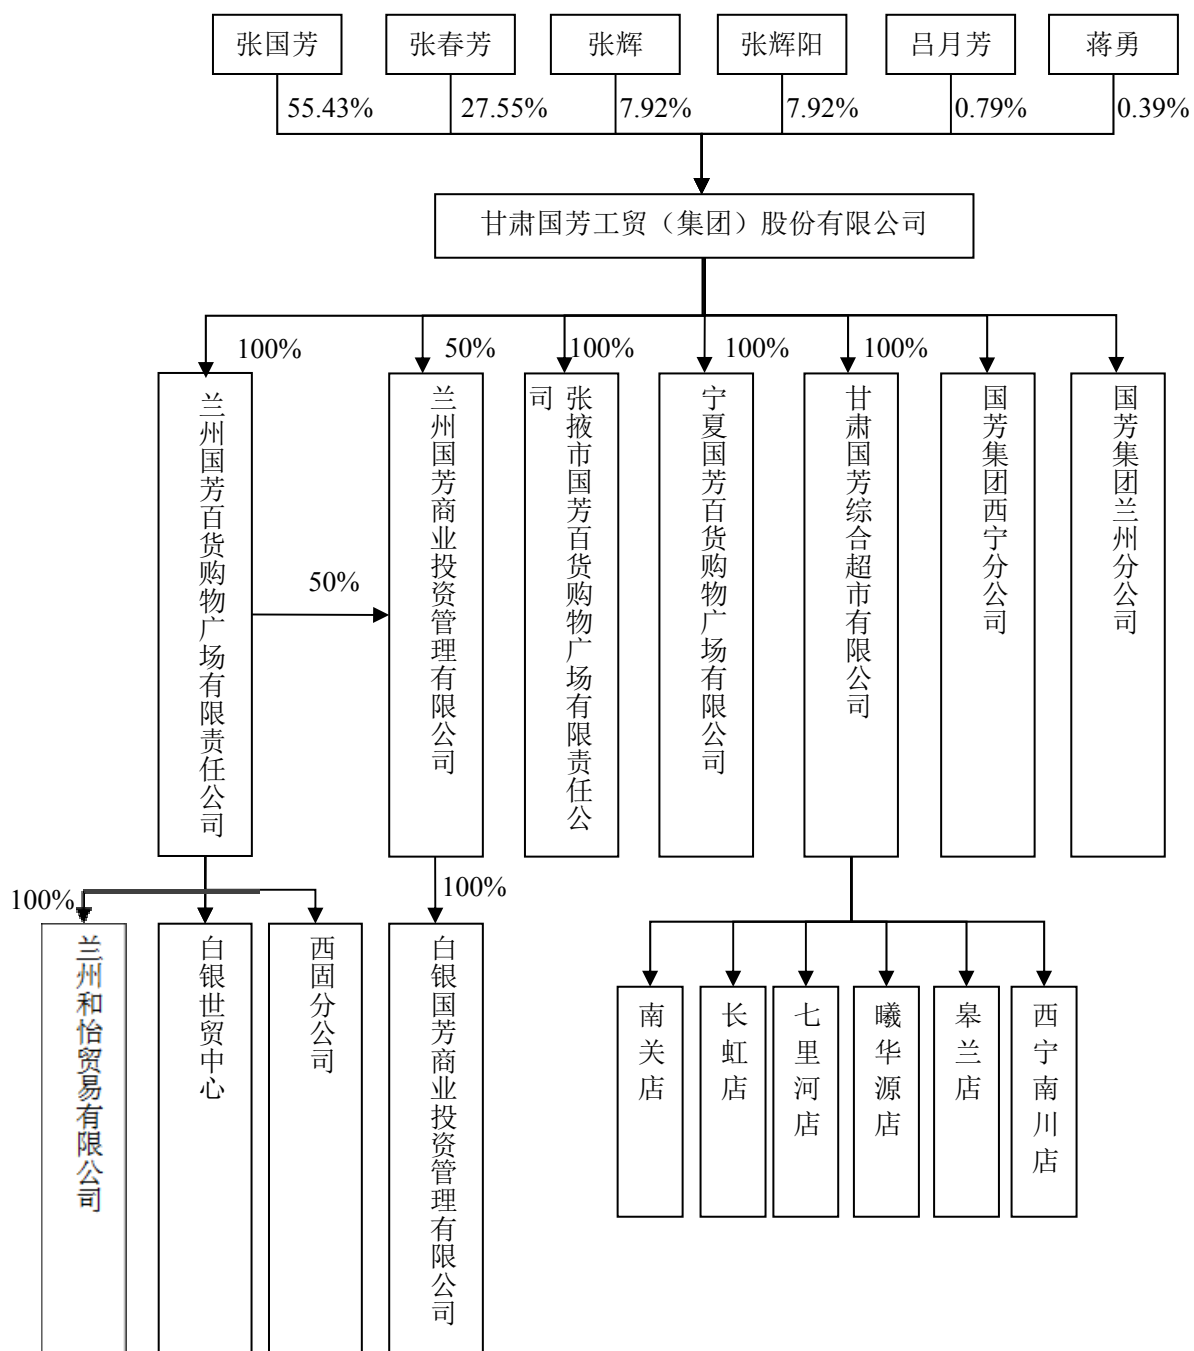 张国芳
张春芳
张辉
张辉阳
吕月芳
蒋勇
55.43%
27.55%
7.92%
7.92%
0.79%
0.39%
甘肃国芳工贸（集团）股份有限公司
100%
50%
100%
100%
100%
兰州国芳百货购物广场有限责任公司
50%
兰州国芳商业投资管理有限公司
张掖市国芳百货购物广场有限责任公
司
宁夏国芳百货购物广场有限公司
甘肃国芳综合超市有限公司
国芳集团西宁分公司
国芳集团兰州分公司
100%
100%
兰州和怡贸易有限公司
白银世贸中心
西固分公司
白银国芳商业投资管理有限公司
南关店
长虹店
七里河店
曦华源店
皋兰店
西宁南川店